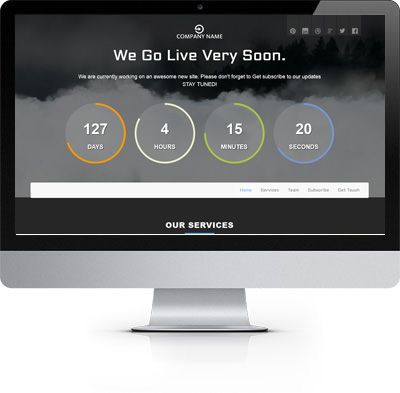 COMPANY NAME
We Go Live Very Soon.
We are currently working on an awesome new site. Please don't forget to Get subscribe to our updates
STAY TUNED!
127 4 15 20
DAYS HOURS MINUTES SECONDS
Home Services Team Subscribe Get Touch
OUR SERVICES